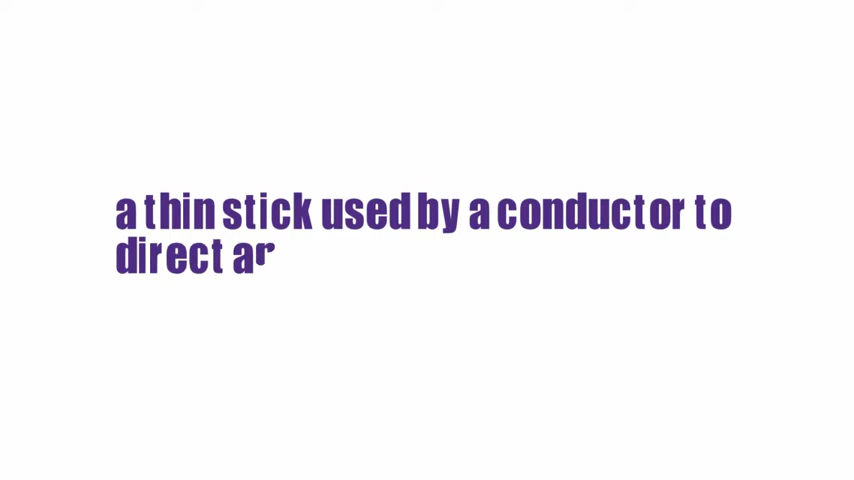 a thin stick used by a conductor to
direct a